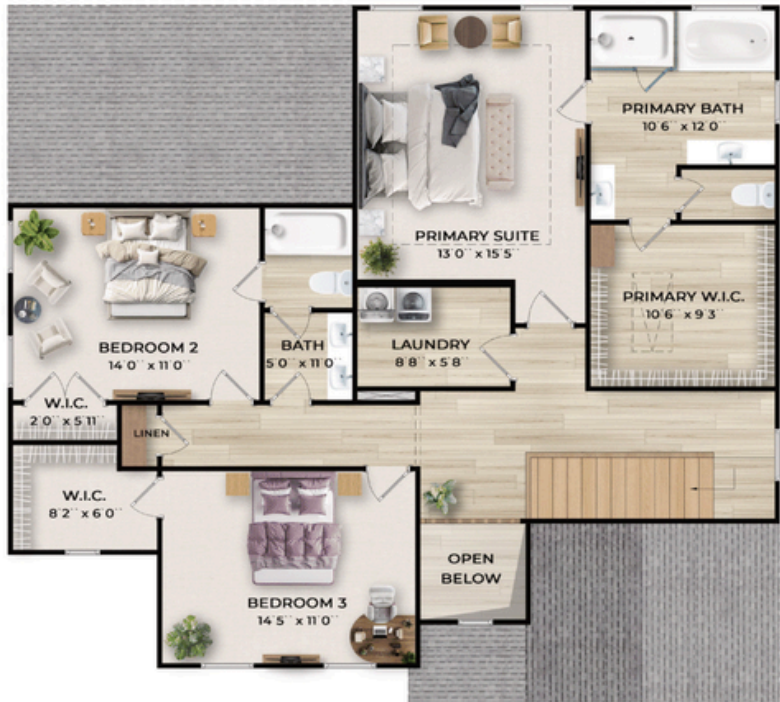 PRIMARY BATH
10'6" x 12'0"
PRIMARY SUITE
13'0" x 15'5"
PRIMARY W.I.C.
10'6" x 9'3"
LAUNDRY
8'8" x 5'8"
BEDROOM 2
14'0" x 11'0"
BATH
5'0" x 11'0"
W.I.C.
2'0" x 5'11"
LINEN
W.I.C.
8'2" x 6'0"
OPEN
BELOW
BEDROOM 3
14'5" x 11'0"